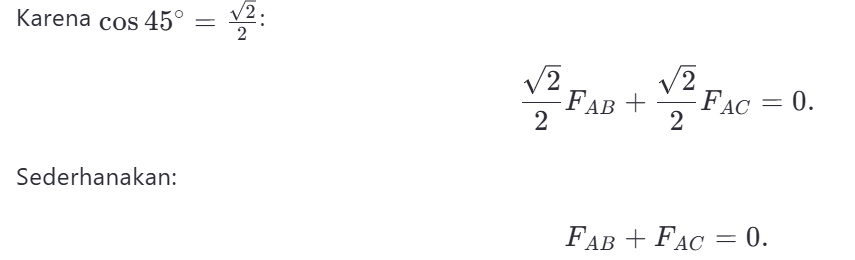 Karena cos 45° = √2/2:
√2/2 F_AB + √2/2 F_AC = 0.
Sederhanakan:
F_AB + F_AC = 0.